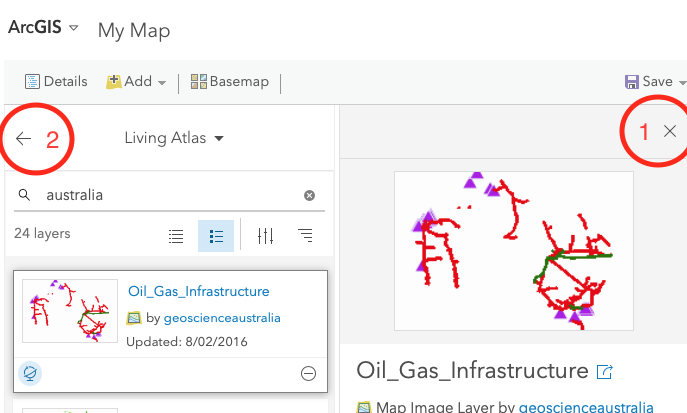 ArcGIS My Map
Details Add Basemap Save
2 Living Atlas 1
australia
24 layers
Oil_Gas_Infrastructure
by geoscienceaustralia
Updated: 8/02/2016
Oil_Gas_Infrastructure
Map Image Layer by geoscienceaustralia